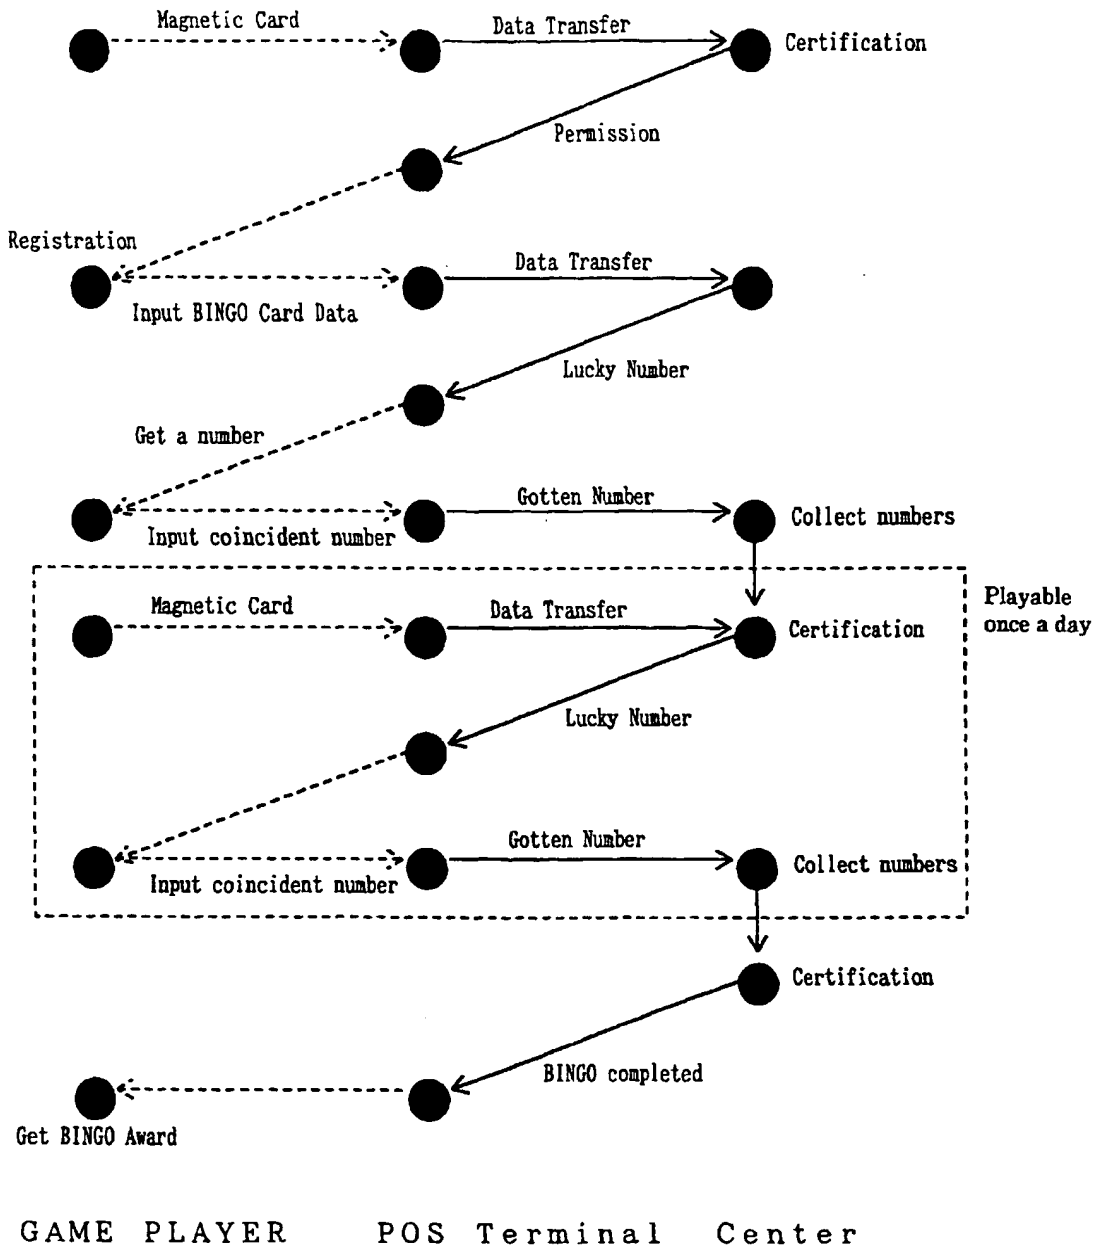 Magnetic Card
Data Transfer
Certification
Permission
Registration
Data Transfer
Input BINGO Card Data
Lucky Number
Get a number
Gotten Number
Collect numbers
Input coincident number
Playable
once a day
Magnetic Card
Data Transfer
Certification
Lucky Number
Gotten Number
Collect numbers
Input coincident number
Certification
BINGO completed
Get BINGO Award
GAME PLAYER POS Terminal Center